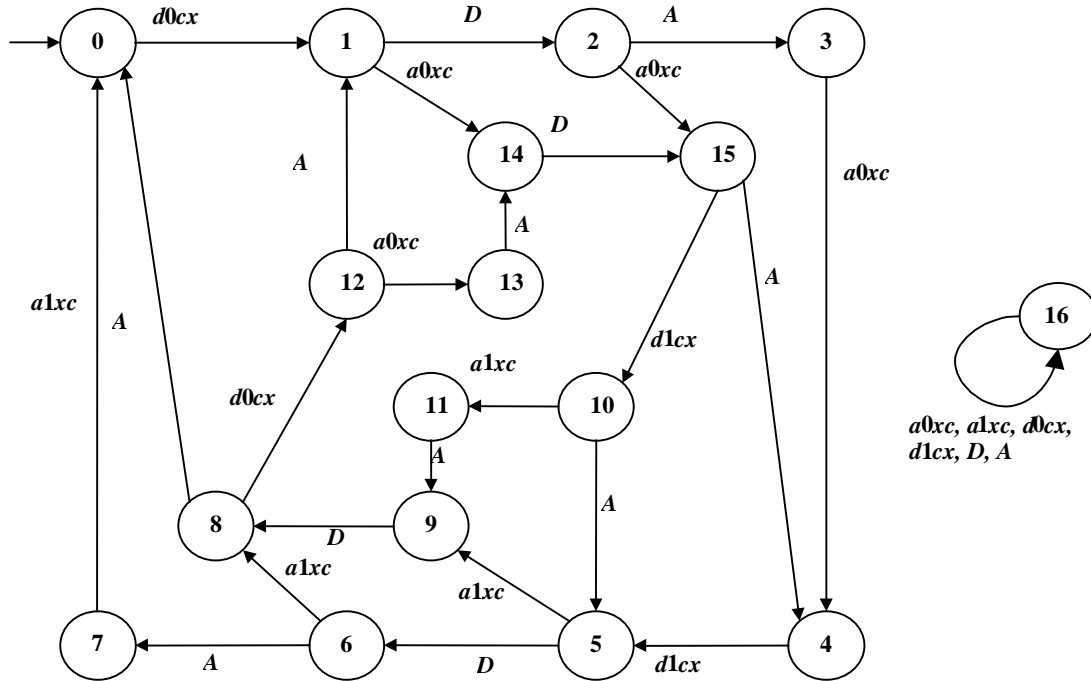 d0cx
D
A
0
1
2
3
a0xc
a0xc
D
14
15
a0xc
A
A
a0xc
12
13
A
a1xc
A
16
d1cx
a1xc
d0cx
11
10
a0xc, a1xc, d0cx,
d1cx, D, A
A
A
8
9
D
a1xc
a1xc
7
6
5
4
A
D
d1cx